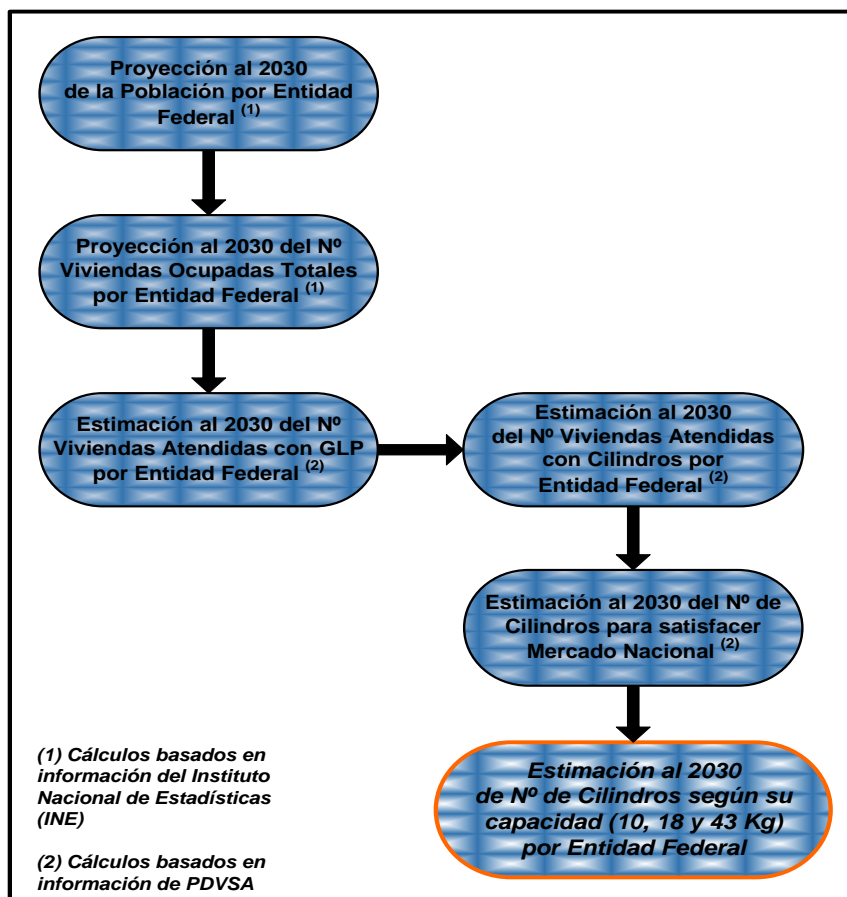 Proyección al 2030
de la Población por Entidad
Federal (1)
Proyección al 2030 del Nº
Viviendas Ocupadas Totales
por Entidad Federal (1)
Estimación al 2030 del Nº
Viviendas Atendidas con GLP
por Entidad Federal (2)
Estimación al 2030
del Nº Viviendas Atendidas
con Cilindros por
Entidad Federal (2)
Estimación al 2030 del Nº de
Cilindros para satisfacer
Mercado Nacional (2)
Estimación al 2030
de Nº de Cilindros según su
capacidad (10, 18 y 43 Kg)
por Entidad Federal
(1) Cálculos basados en
información del Instituto
Nacional de Estadísticas
(INE)
(2) Cálculos basados en
información de PDVSA